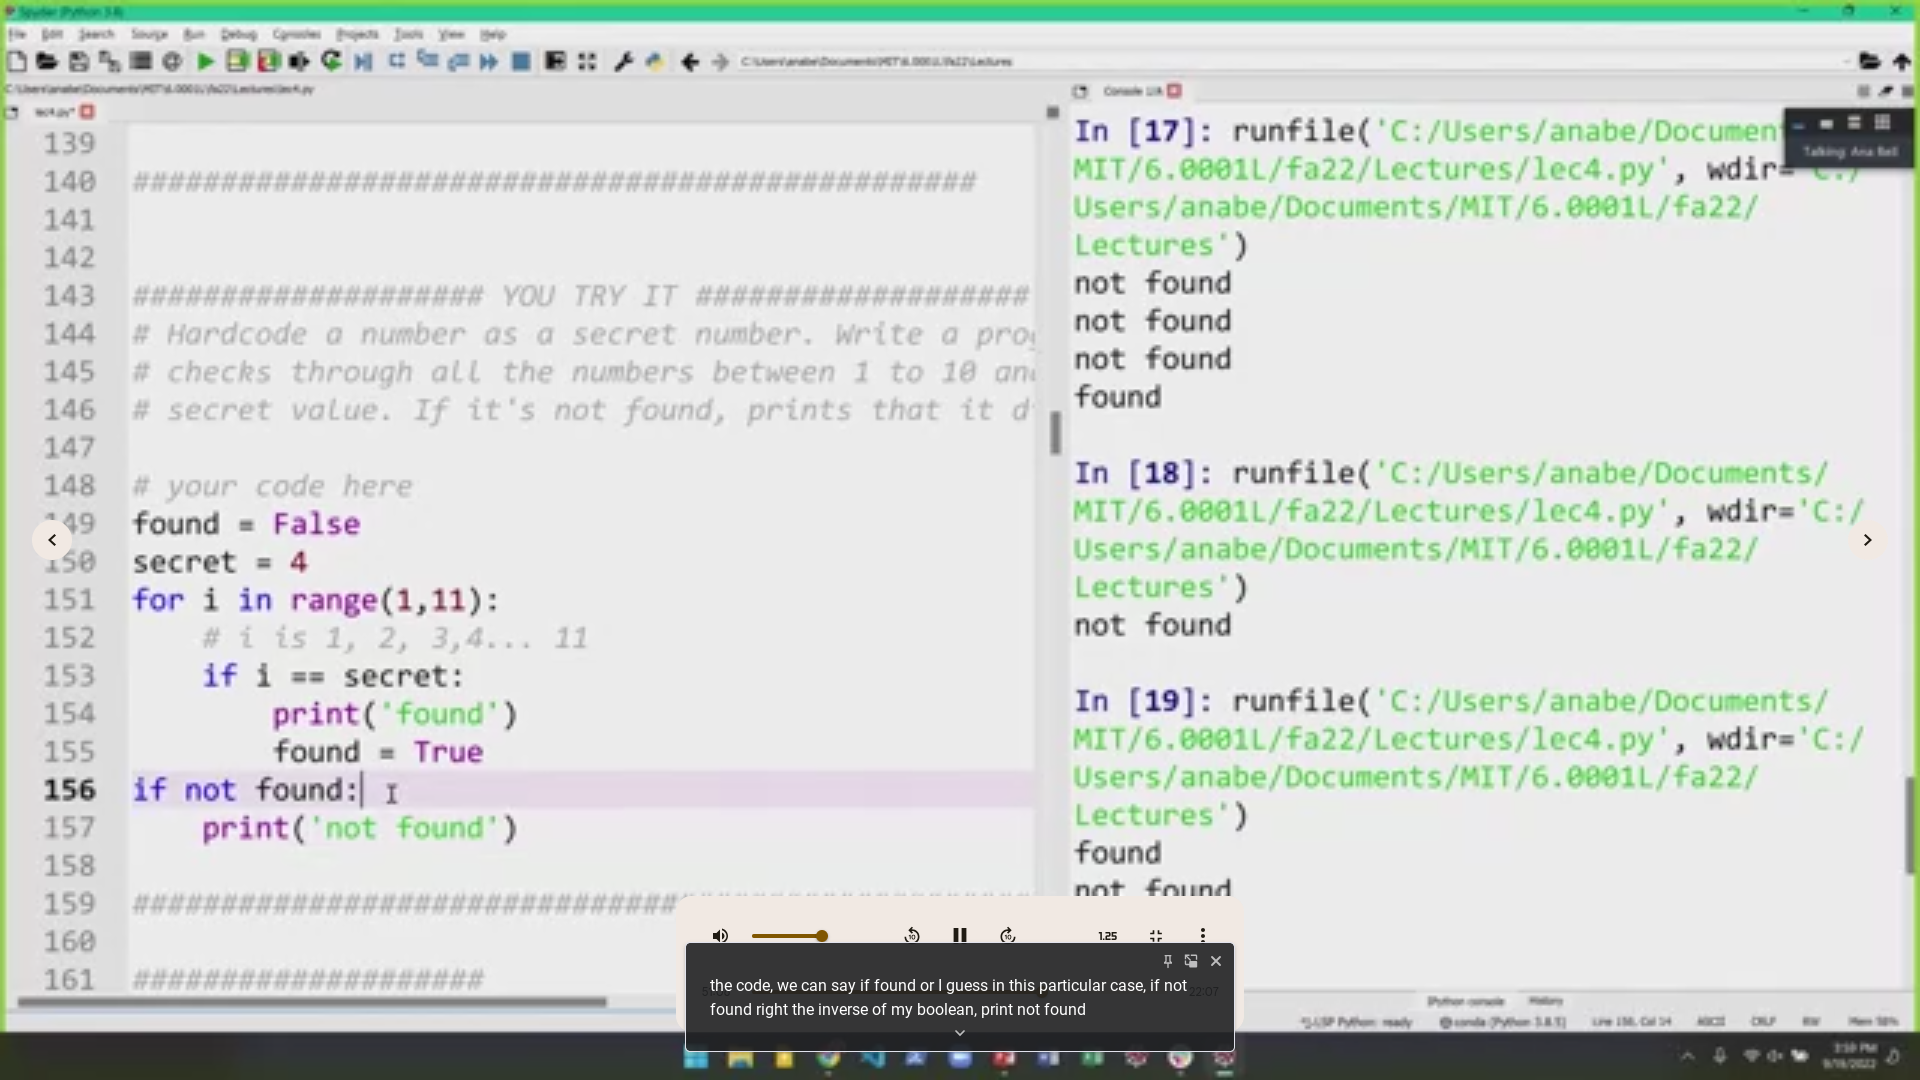 Spyder (Python 3.8)
File Edit Search Source Run Debug Consoles Projects Tools View Help
C:\Users\anabe\Documents\MIT\6.0001L\fa22\Lectures
C:\Users\anabe\Documents\MIT\6.0001L\fa22\Lectures\lec4.py
lec4.py*
139
140 ################################################
141
142
143 #################### YOU TRY IT ###################
144 # Hardcode a number as a secret number. Write a prog
145 # checks through all the numbers between 1 to 10 and
146 # secret value. If it's not found, prints that it d
147
148 # your code here
149 found = False
150 secret = 4
151 for i in range(1,11):
152 # i is 1, 2, 3,4... 11
153 if i == secret:
154 print('found')
155 found = True
156 if not found:
157 print('not found')
158
159 ###################################################
160
161 ####################
Console 1/A
Talking: Ana Bell
In [17]: runfile('C:/Users/anabe/Documen
MIT/6.0001L/fa22/Lectures/lec4.py', wdir='C:/
Users/anabe/Documents/MIT/6.0001L/fa22/
Lectures')
not found
not found
not found
found
In [18]: runfile('C:/Users/anabe/Documents/
MIT/6.0001L/fa22/Lectures/lec4.py', wdir='C:/
Users/anabe/Documents/MIT/6.0001L/fa22/
Lectures')
not found
In [19]: runfile('C:/Users/anabe/Documents/
MIT/6.0001L/fa22/Lectures/lec4.py', wdir='C:/
Users/anabe/Documents/MIT/6.0001L/fa22/
Lectures')
found
not found
10
10
1.25
the code, we can say if found or I guess in this particular case, if not
found right the inverse of my boolean, print not found
IPython console History
LSP Python: ready conda (Python 3.8.5) Line 156, Col 14 ASCII CRLF RW Mem 58%
3:59 PM